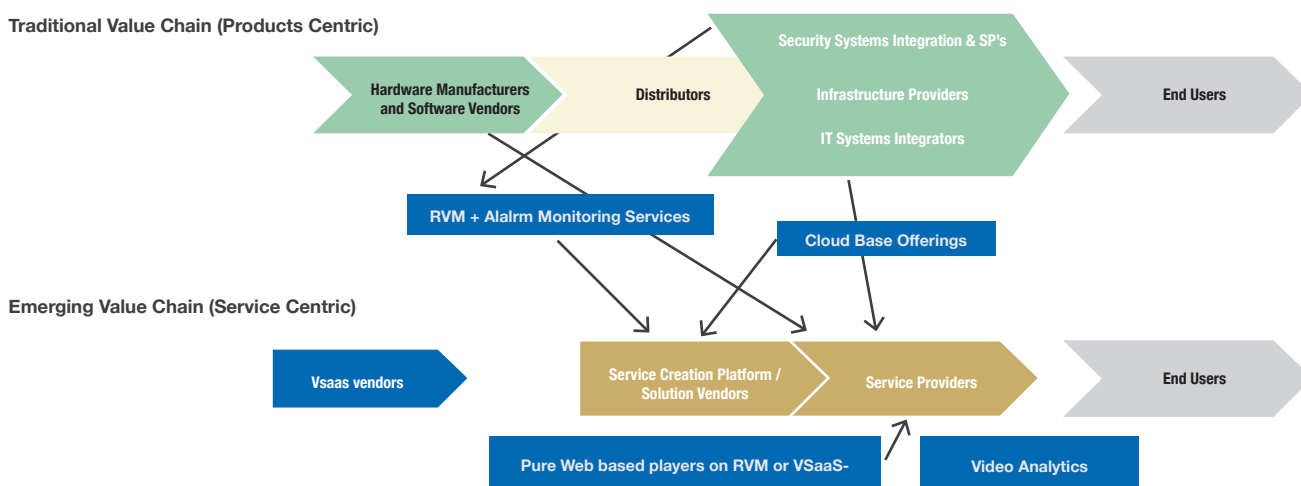 Traditional Value Chain (Products Centric)
Security Systems Integration & SP's
Hardware Manufacturers
and Software Vendors
Distributors
Infrastructure Providers
End Users
IT Systems Integrators
RVM + Alalrm Monitoring Services
Cloud Base Offerings
Emerging Value Chain (Service Centric)
Vsaas vendors
Service Creation Platform /
Solution Vendors
Service Providers
End Users
Pure Web based players on RVM or VSaaS-
Video Analytics